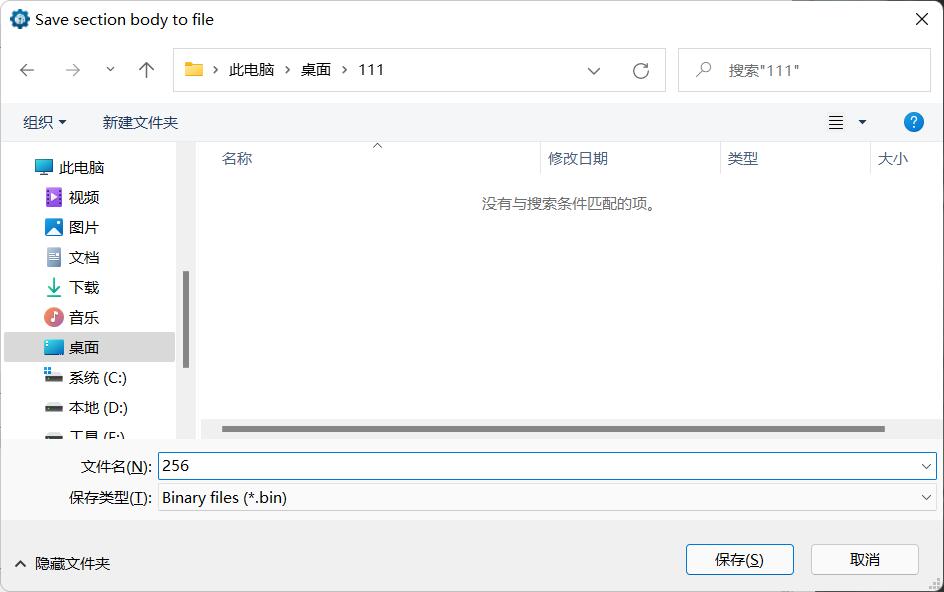 Save section body to file
此电脑 > 桌面 > 111
搜索"111"
组织 新建文件夹
名称 修改日期 类型 大小
没有与搜索条件匹配的项。
此电脑
视频
图片
文档
下载
音乐
桌面
系统 (C:)
本地 (D:)
文件名(N): 256
保存类型(T): Binary files (*.bin)
隐藏文件夹
保存(S) 取消